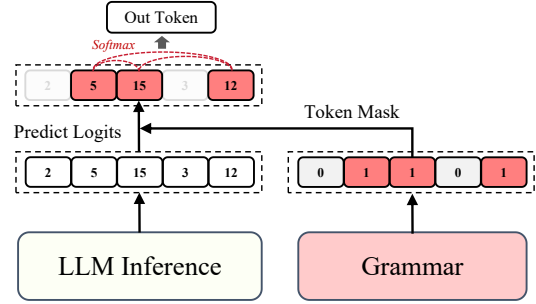 Out Token
Softmax
2 5 15 3 12
Predict Logits
Token Mask
2 5 15 3 12
0 1 1 0 1
LLM Inference
Grammar